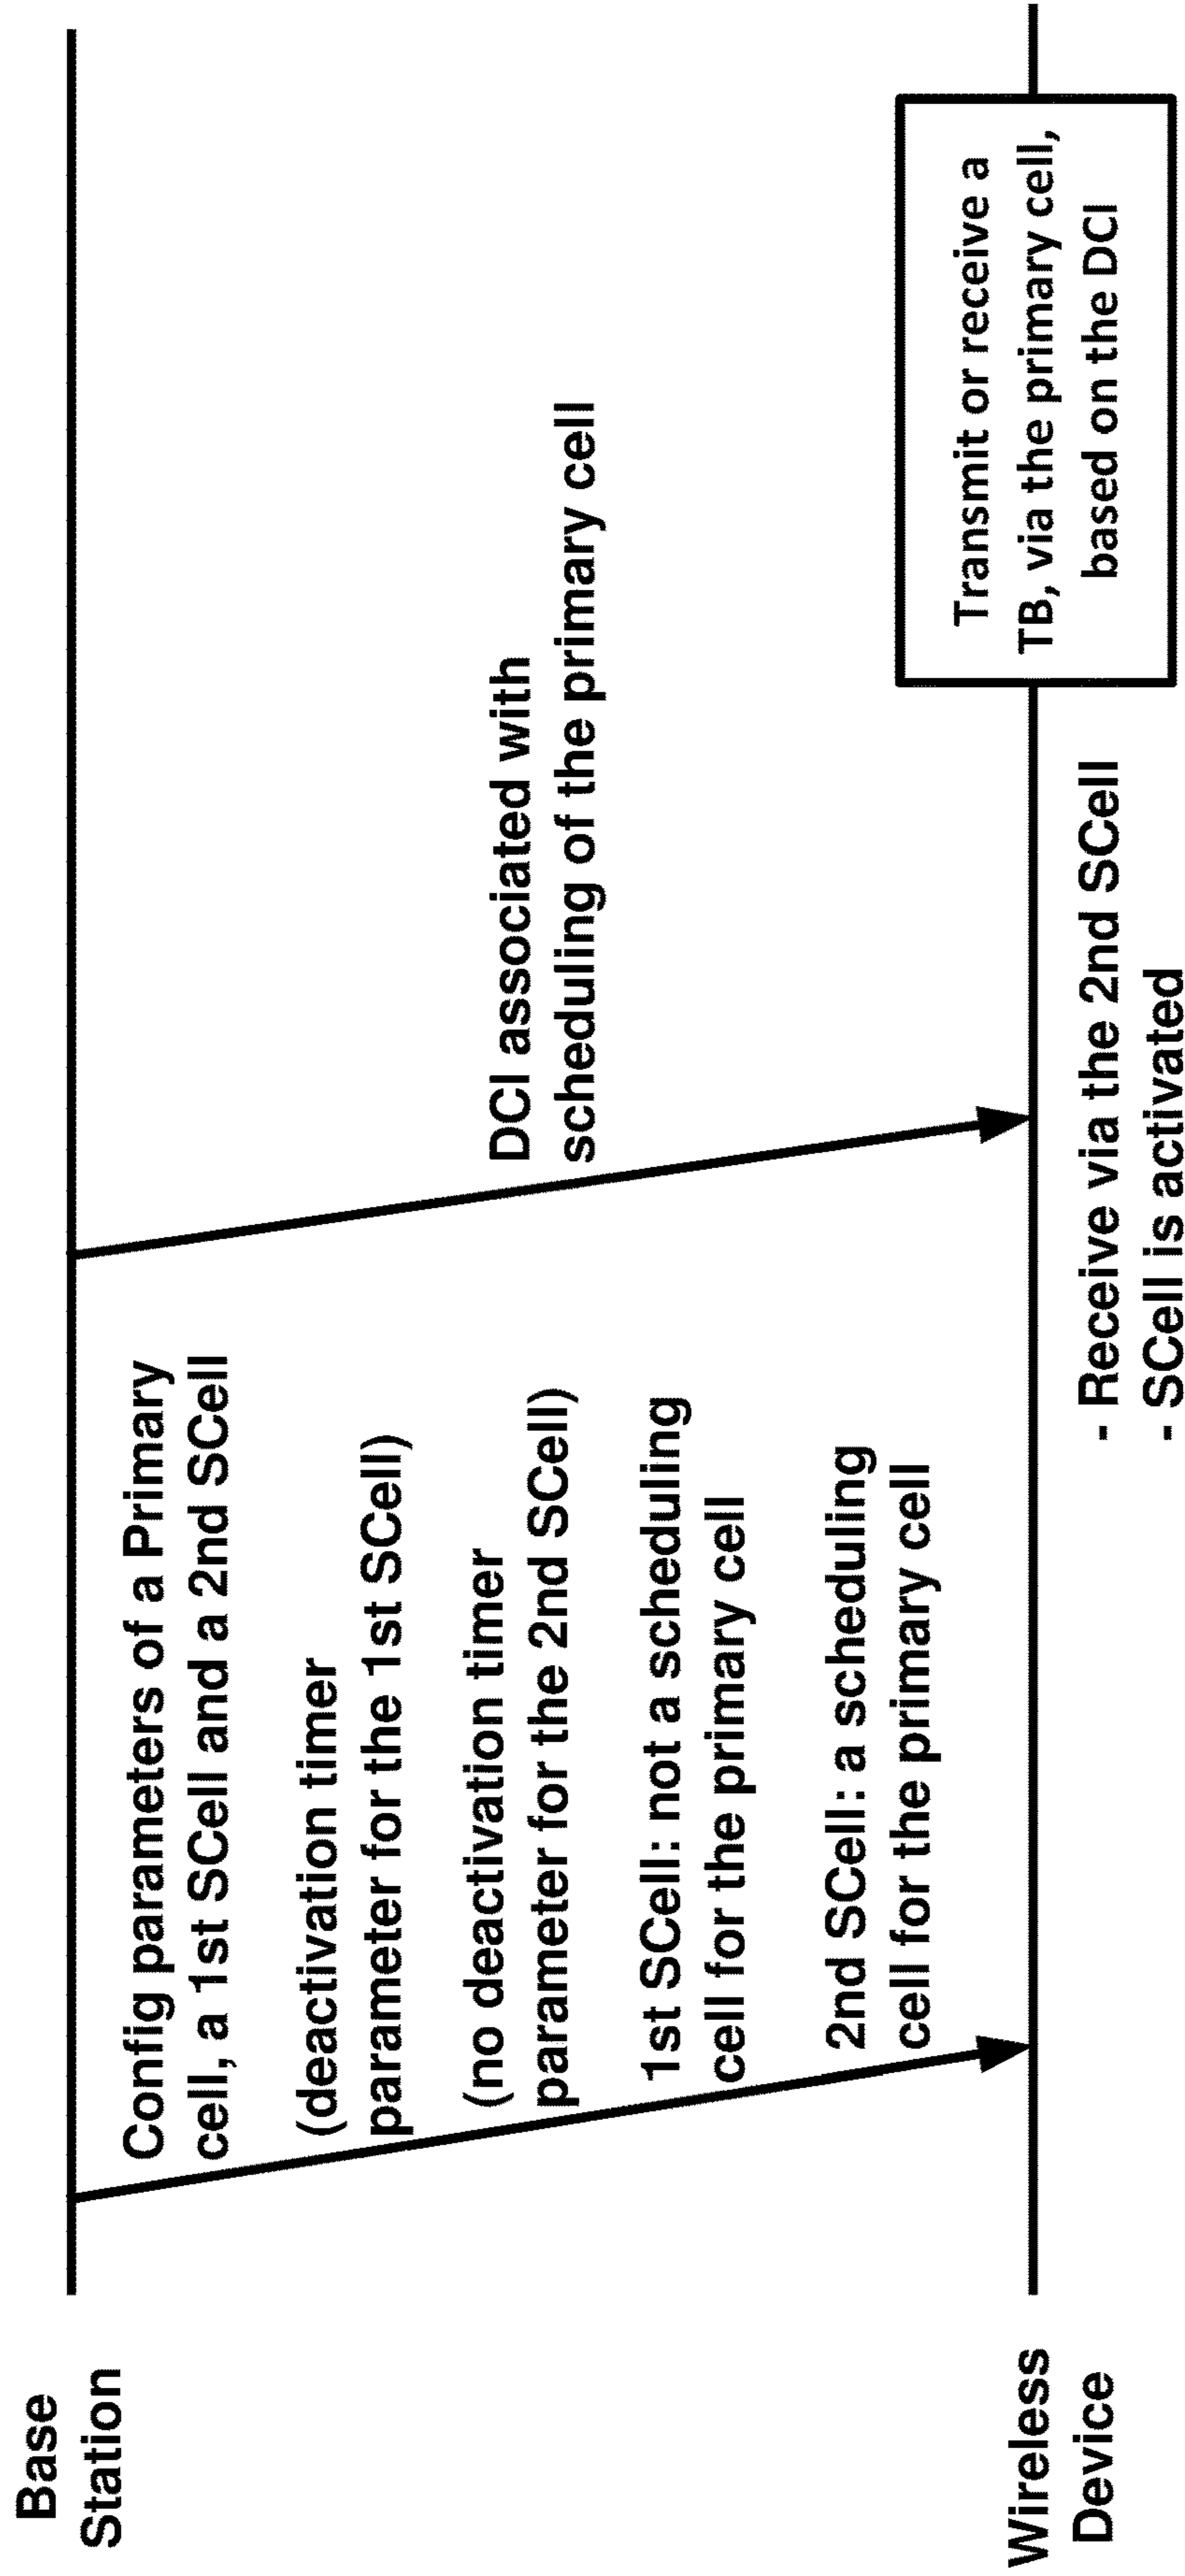 Base
Station
Config parameters of a Primary
cell, a 1st SCell and a 2nd SCell
(deactivation timer
parameter for the 1st SCell)
(no deactivation timer
parameter for the 2nd SCell)
1st SCell: not a scheduling
cell for the primary cell
2nd SCell: a scheduling
cell for the primary cell
DCI associated with
scheduling of the primary cell
Wireless
Device
- Receive via the 2nd SCell
- SCell is activated
Transmit or receive a
TB, via the primary cell,
based on the DCI